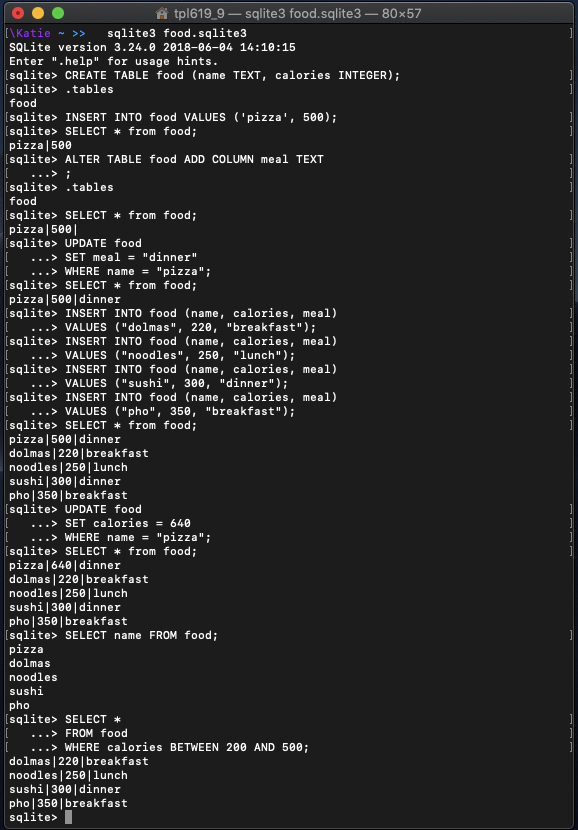 tpl619_9 — sqlite3 food.sqlite3 — 80×57
[\Katie ~ >>   sqlite3 food.sqlite3 ]
SQLite version 3.24.0 2018-06-04 14:10:15
Enter ".help" for usage hints.
[sqlite> CREATE TABLE food (name TEXT, calories INTEGER); ]
[sqlite> .tables ]
food
[sqlite> INSERT INTO food VALUES ('pizza', 500); ]
[sqlite> SELECT * from food; ]
pizza|500
[sqlite> ALTER TABLE food ADD COLUMN meal TEXT ]
[   ...> ; ]
[sqlite> .tables ]
food
[sqlite> SELECT * from food; ]
pizza|500|
[sqlite> UPDATE food ]
[   ...> SET meal = "dinner" ]
[   ...> WHERE name = "pizza"; ]
[sqlite> SELECT * from food; ]
pizza|500|dinner
[sqlite> INSERT INTO food (name, calories, meal) ]
[   ...> VALUES ("dolmas", 220, "breakfast"); ]
[sqlite> INSERT INTO food (name, calories, meal) ]
[   ...> VALUES ("noodles", 250, "lunch"); ]
[sqlite> INSERT INTO food (name, calories, meal) ]
[   ...> VALUES ("sushi", 300, "dinner"); ]
[sqlite> INSERT INTO food (name, calories, meal) ]
[   ...> VALUES ("pho", 350, "breakfast"); ]
[sqlite> SELECT * from food; ]
pizza|500|dinner
dolmas|220|breakfast
noodles|250|lunch
sushi|300|dinner
pho|350|breakfast
[sqlite> UPDATE food ]
[   ...> SET calories = 640 ]
[   ...> WHERE name = "pizza"; ]
[sqlite> SELECT * from food; ]
pizza|640|dinner
dolmas|220|breakfast
noodles|250|lunch
sushi|300|dinner
pho|350|breakfast
[sqlite> SELECT name FROM food; ]
pizza
dolmas
noodles
sushi
pho
[sqlite> SELECT * ]
[   ...> FROM food ]
[   ...> WHERE calories BETWEEN 200 AND 500; ]
dolmas|220|breakfast
noodles|250|lunch
sushi|300|dinner
pho|350|breakfast
sqlite>